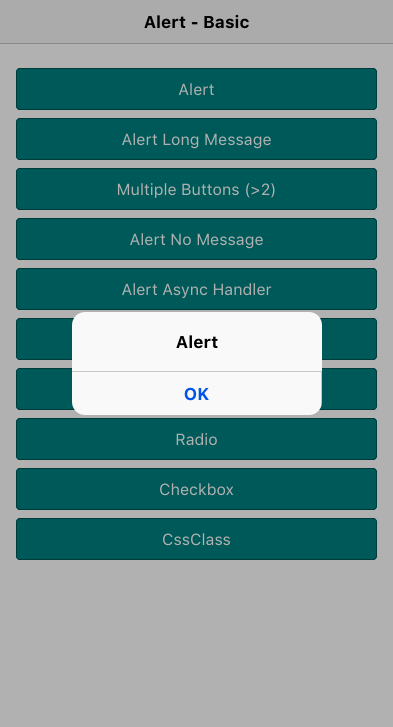 Alert - Basic
Alert
Alert Long Message
Multiple Buttons (>2)
Alert No Message
Alert Async Handler
Alert
OK
Radio
Checkbox
CssClass